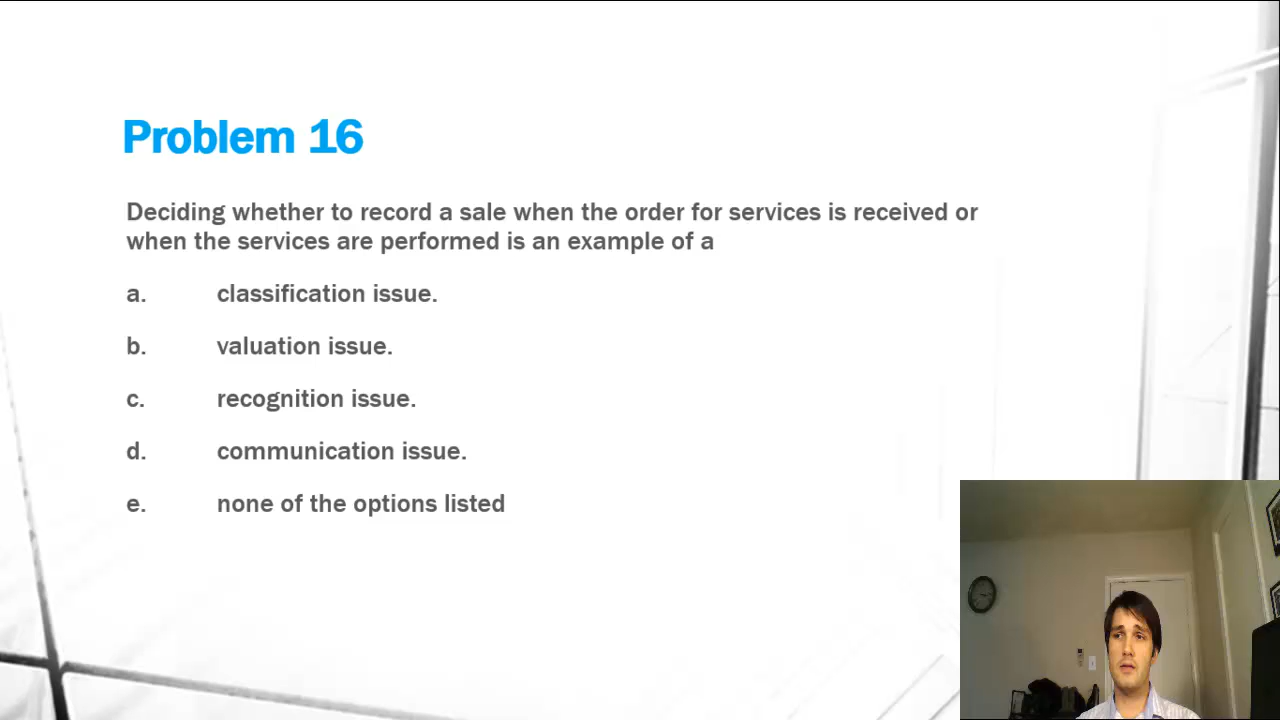 Problem 16
Deciding whether to record a sale when the order for services is received or
when the services are performed is an example of a
a. classification issue.
b. valuation issue.
c. recognition issue.
d. communication issue.
e. none of the options listed